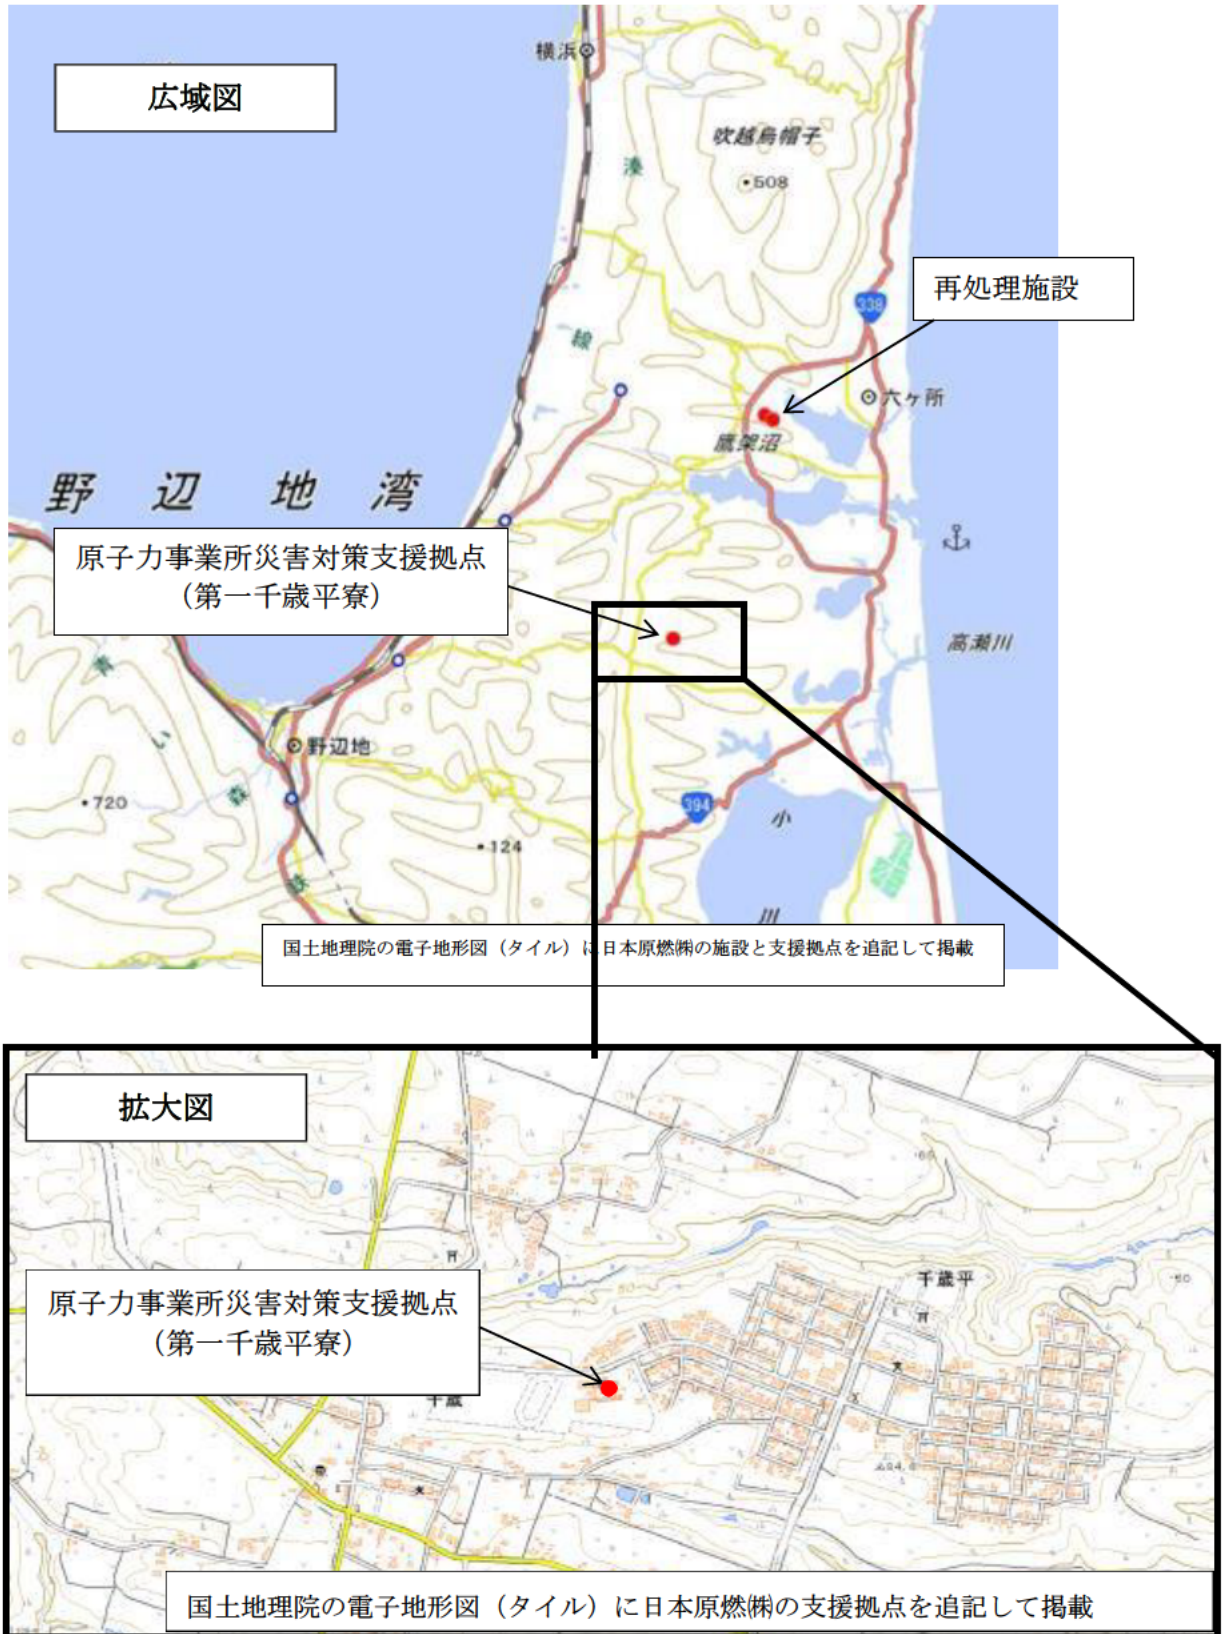 広域図
横浜
吹越烏帽子
508
湊
再処理施設
338
線
六ヶ所
鷹架沼
野辺地湾
原子力事業所災害対策支援拠点
(第一千歳平寮)
高瀬川
青
い
森
鉄
野辺地
720
394
小
124
川
国土地理院の電子地形図(タイル)に日本原燃㈱の施設と支援拠点を追記して掲載
拡大図
千歳平
原子力事業所災害対策支援拠点
(第一千歳平寮)
千歳
国土地理院の電子地形図(タイル)に日本原燃㈱の支援拠点を追記して掲載